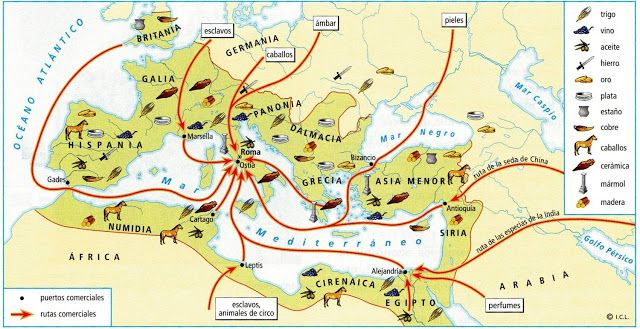 BRITANIA
esclavos
GERMANIA
ámbar
caballos
pieles
OCÉANO ATLÁNTICO
GALIA
PANONIA
DALMACIA
HISPANIA
Marsella
Roma
Ostia
Mar Negro
Mar Caspio
Bizancio
GRECIA
ASIA MENOR
ruta de la seda de China
Gades
Mar Mediterráneo
Cartago
NUMIDIA
Antioquía
SIRIA
ruta de las especias de la India
Golfo Pérsico
ÁFRICA
Leptis
Alejandría
CIRENAICA
EGIPTO
ARABIA
esclavos,
animales de circo
perfumes
trigo
vino
aceite
hierro
oro
plata
estaño
cobre
caballos
cerámica
mármol
madera
puertos comerciales
rutas comerciales
© I.C.L.